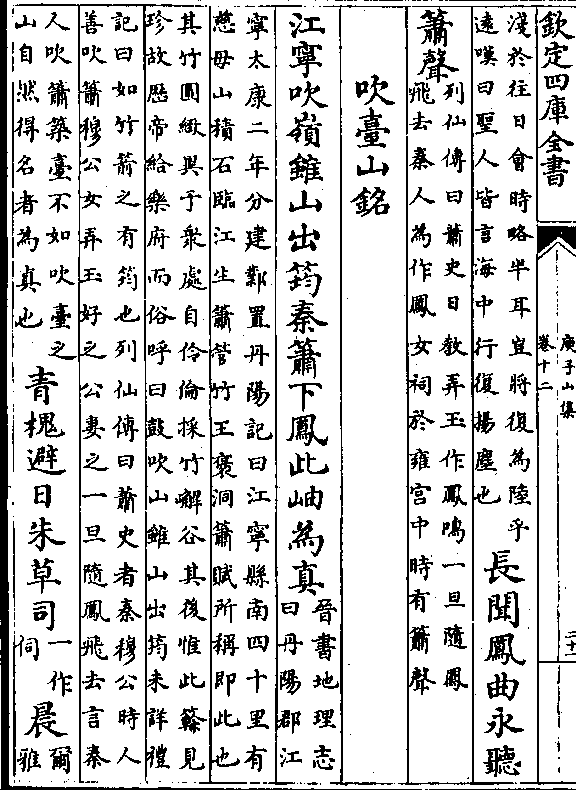 欽定四庫全書
庾子山集
卷十二
淺於往日會時略半耳豈將復為陸乎
遠嘆曰聖人皆言海中行復揚塵也
長聞鳳曲永聽
簫聲
列仙傳曰蕭史日教弄玉作鳳鳴一旦隨鳳
飛去秦人為作鳳女祠於雍宮中時有簫聲
吹臺山銘
江寧吹嶺雖山出筠秦簫下鳳此岫為真
晉書地理志
曰丹陽郡江
寧太康二年分建鄴置丹陽記曰江寧縣南四十里有
慈母山積石臨江生簫管竹王褒洞簫賦所稱即此也
其竹圓緻異于衆處自伶倫採竹嶰谷其後惟此簳見
珍故歴帝給樂府而俗呼曰鼓吹山雖山出筠未詳禮
記曰如竹箭之有筠也列仙傳曰蕭史者秦穆公時人
善吹簫穆公女弄玉好之公妻之一旦隨鳳飛去言秦
人吹簫築臺不如吹臺之
山自然得名者為真也
青槐避日朱草司
一作
伺
晨
爾
雅